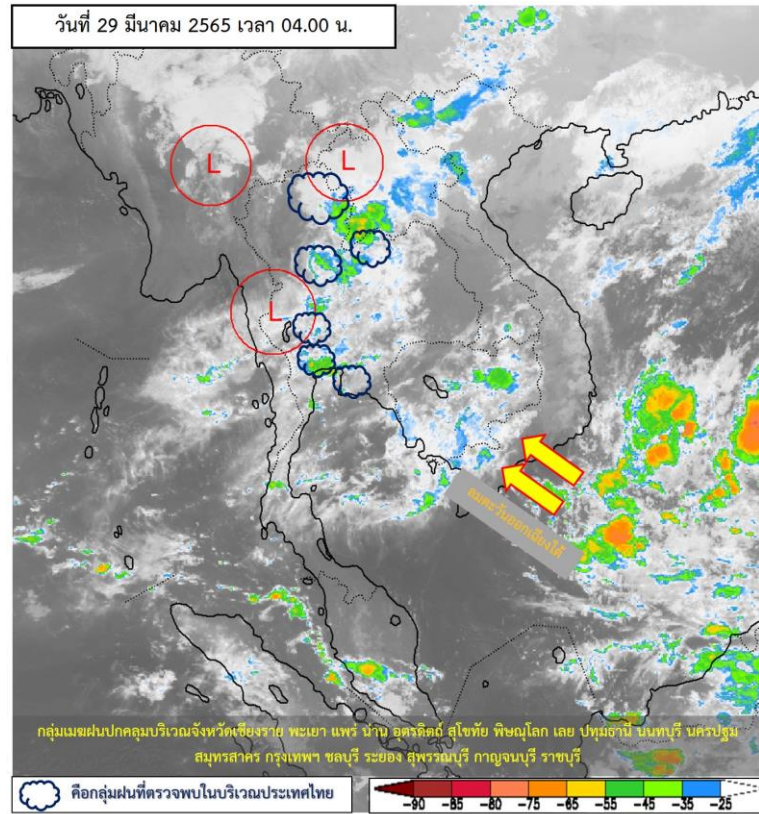 วันที่ 29 มีนาคม 2565 เวลา 04.00 น.
L
L
L
ลมตะวันออกเฉียงใต้
กลุ่มเมฆฝนปกคลุมบริเวณจังหวัดเชียงราย พะเยา แพร่ น่าน อุตรดิตถ์ สุโขทัย พิษณุโลก เลย ปทุมธานี นนทบุรี นครปฐม
สมุทรสาคร กรุงเทพฯ ชลบุรี ระยอง สุพรรณบุรี กาญจนบุรี ราชบุรี
คือกลุ่มฝนที่ตรวจพบในบริเวณประเทศไทย
-90 -85 -80 -75 -65 -55 -45 -35 -25